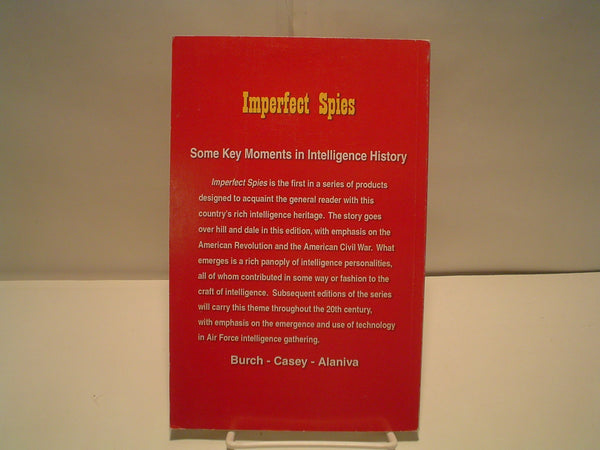 Imperfect Spies
Some Key Moments in Intelligence History
Imperfect Spies is the first in a series of products
designed to acquaint the general reader with this
country's rich intelligence heritage. The story goes
over hill and dale in this edition, with emphasis on the
American Revolution and the American Civil War. What
emerges is a rich panoply of intelligence personalities,
all of whom contributed in some way or fashion to the
craft of intelligence. Subsequent editions of the series
will carry this theme throughout the 20th century,
with emphasis on the emergence and use of technology
in Air Force intelligence gathering.
Burch - Casey - Alaniva